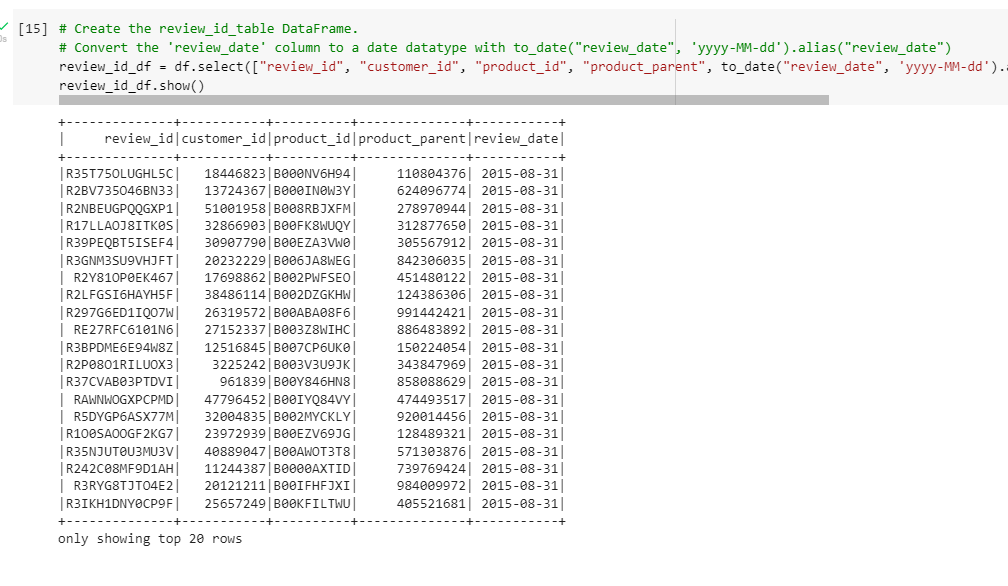 [15] # Create the review_id_table DataFrame.
# Convert the 'review_date' column to a date datatype with to_date("review_date", 'yyyy-MM-dd').alias("review_date")
review_id_df = df.select(["review_id", "customer_id", "product_id", "product_parent", to_date("review_date", 'yyyy-MM-dd').a
review_id_df.show()
+--------------+-----------+----------+--------------+-----------+
|     review_id|customer_id|product_id|product_parent|review_date|
+--------------+-----------+----------+--------------+-----------+
|R35T75OLUGHL5C|   18446823|B000NV6H94|     110804376| 2015-08-31|
|R2BV735O46BN33|   13724367|B000IN0W3Y|     624096774| 2015-08-31|
|R2NBEUGPQQGXP1|   51001958|B008RBJXFM|     278970944| 2015-08-31|
|R17LLAOJ8ITK0S|   32866903|B00FK8WUQY|     312877650| 2015-08-31|
|R39PEQBT5ISEF4|   30907790|B00EZA3VW0|     305567912| 2015-08-31|
|R3GNM3SU9VHJFT|   20232229|B006JA8WEG|     842306035| 2015-08-31|
| R2Y81OP0EK467|   17698862|B002PWFSEO|     451480122| 2015-08-31|
|R2LFGSI6HAYH5F|   38486114|B002DZGKHW|     124386306| 2015-08-31|
|R297G6ED1IQO7W|   26319572|B00ABA08F6|     991442421| 2015-08-31|
| RE27RFC6101N6|   27152337|B003Z8WIHC|     886483892| 2015-08-31|
|R3BPDME6E94W8Z|   12516845|B007CP6UK0|     150224054| 2015-08-31|
|R2P08O1RILUOX3|    3225242|B003V3U9JK|     343847969| 2015-08-31|
|R37CVAB03PTDVI|     961839|B00Y846HN8|     858088629| 2015-08-31|
| RAWNWOGXPCPMD|   47796452|B00IYQ84VY|     474493517| 2015-08-31|
| R5DYGP6ASX77M|   32004835|B002MYCKLY|     920014456| 2015-08-31|
|R1O0SAOOGF2KG7|   23972939|B00EZV69JG|     128489321| 2015-08-31|
|R35NJUT0U3MU3V|   40889047|B00AWOT3T8|     571303876| 2015-08-31|
|R242C08MF9D1AH|   11244387|B0000AXTID|     739769424| 2015-08-31|
| R3RYG8TJTO4E2|   20121211|B00IFHFJXI|     984009972| 2015-08-31|
|R3IKH1DNY0CP9F|   25657249|B00KFILTWU|     405521681| 2015-08-31|
+--------------+-----------+----------+--------------+-----------+
only showing top 20 rows